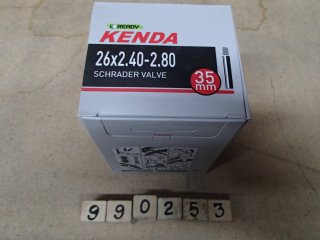 E READY
KENDA
26x2.40-2.80
SCHRADER VALVE
35
mm
990253